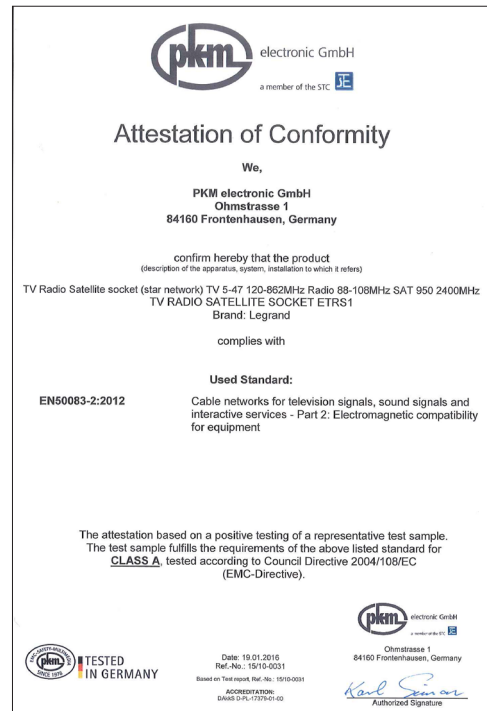 pkm electronic GmbH
a member of the STC
Attestation of Conformity
We,
PKM electronic GmbH
Ohmstrasse 1
84160 Frontenhausen, Germany
confirm hereby that the product
(description of the apparatus, system, installation to which it refers)
TV Radio Satellite socket (star network) TV 5-47 120-862MHz Radio 88-108MHz SAT 950 2400MHz
TV RADIO SATELLITE SOCKET ETRS1
Brand: Legrand
complies with
Used Standard:
EN50083-2:2012 Cable networks for television signals, sound signals and
interactive services - Part 2: Electromagnetic compatibility
for equipment
The attestation based on a positive testing of a representative test sample.
The test sample fulfills the requirements of the above listed standard for
CLASS A, tested according to Council Directive 2004/108/EC
(EMC-Directive).
pkm electronic GmbH
a member of the STC
Ohmstrasse 1
84160 Frontenhausen, Germany
EMC-SAFETY-MULTIMEDIA
pkm
SINCE 1978
TESTED
IN GERMANY
Date: 19.01.2016
Ref.-No.: 15/10-0031
Based on Test report, Ref.-No.: 15/10-0031
ACCREDITATION:
DAkkS D-PL-17379-01-02
Karl
Authorized Signature